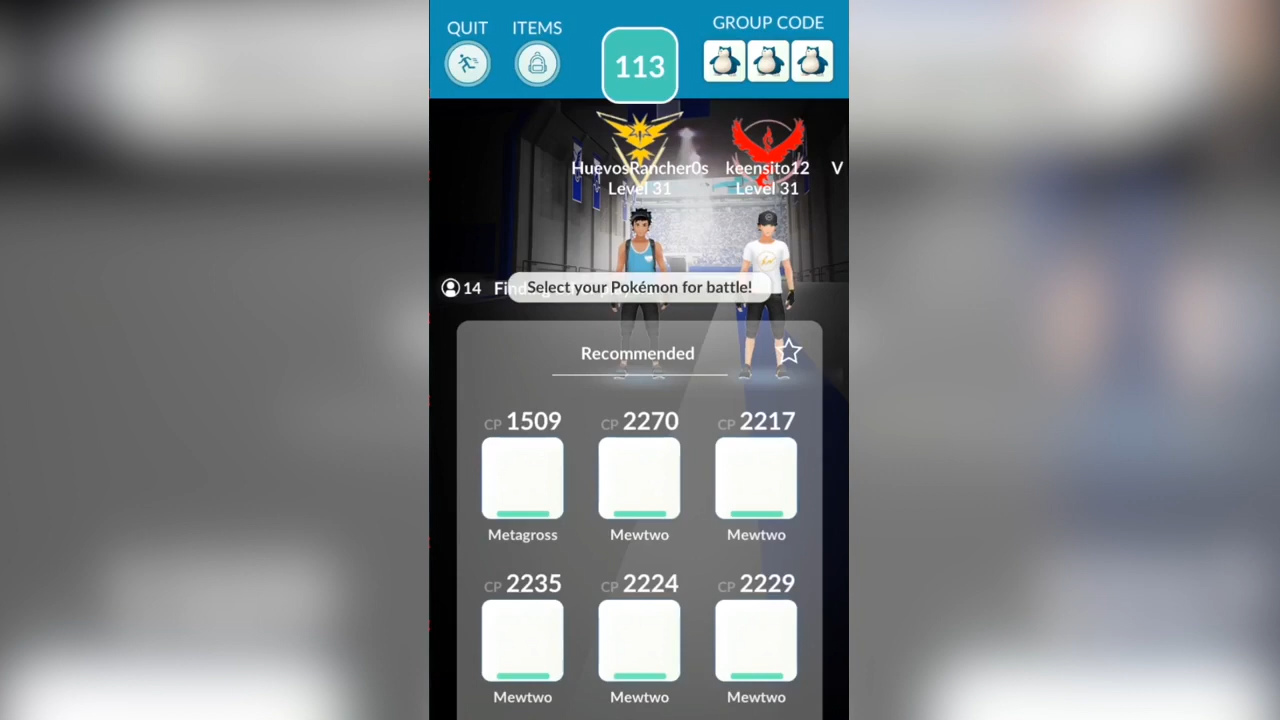 QUIT
ITEMS
GROUP CODE
113
HuevosRancher0s
keensito12
V
Level 31
Level 31
14
Select your Pokémon for battle!
Recommended
CP 1509
CP 2270
CP 2217
Metagross
Mewtwo
Mewtwo
CP 2235
CP 2224
CP 2229
Mewtwo
Mewtwo
Mewtwo